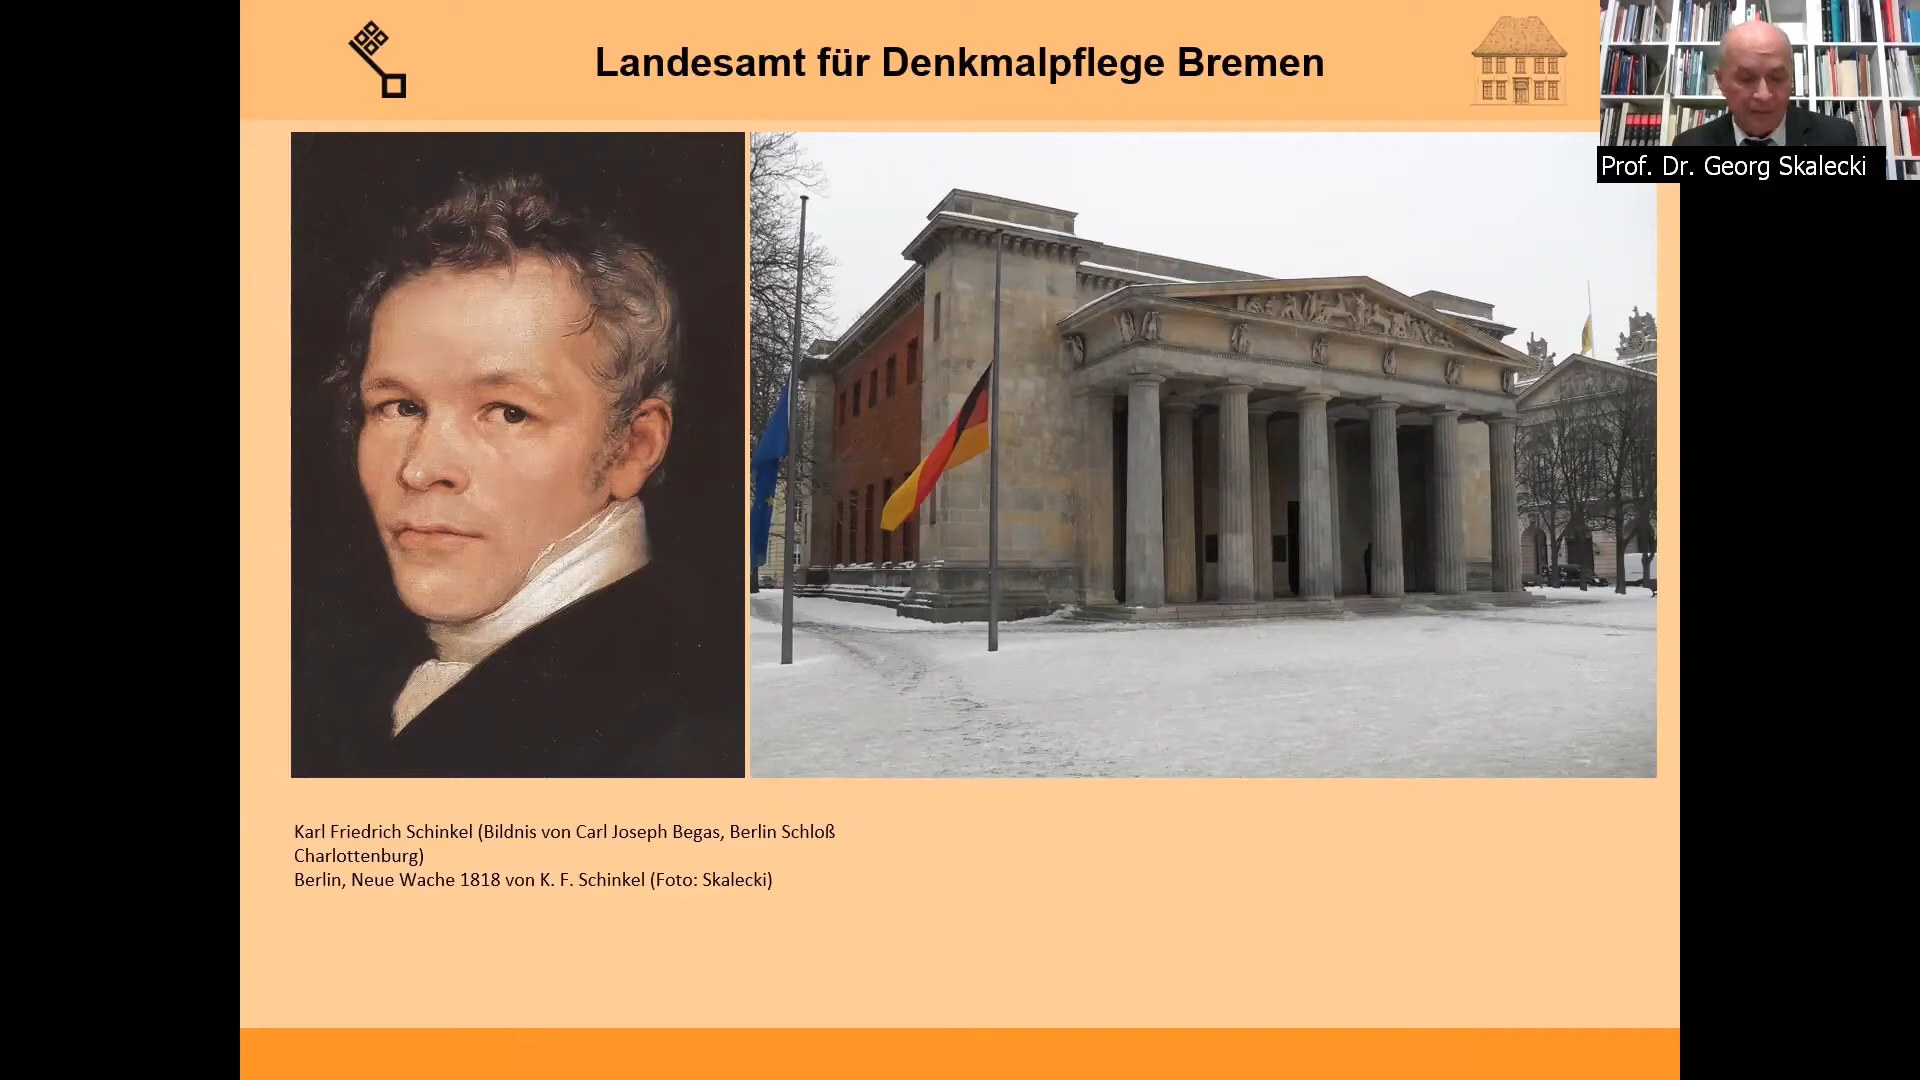 Landesamt für Denkmalpflege Bremen
Prof. Dr. Georg Skalecki
Karl Friedrich Schinkel (Bildnis von Carl Joseph Begas, Berlin Schloß
Charlottenburg)
Berlin, Neue Wache 1818 von K. F. Schinkel (Foto: Skalecki)